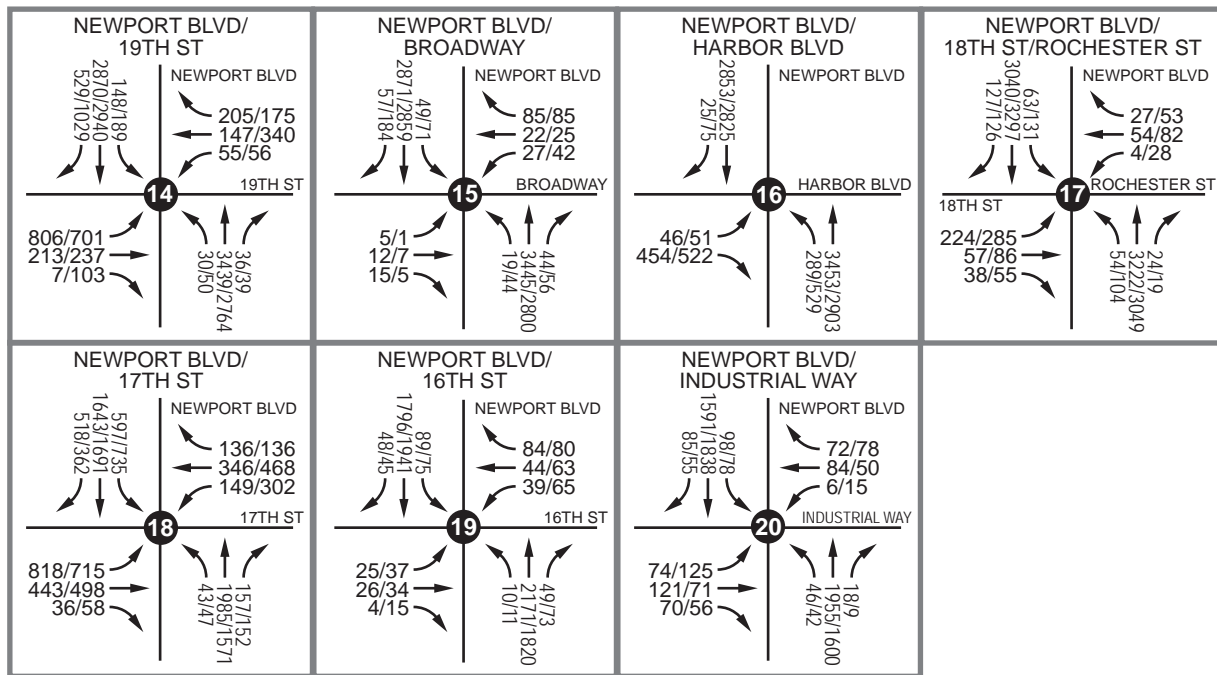 NEWPORT BLVD/
19TH ST
NEWPORT BLVD
529/1029
2870/2940
148/189
205/175
147/340
55/56
14
19TH ST
806/701
213/237
7/103
30/50
3439/2764
36/39
NEWPORT BLVD/
BROADWAY
NEWPORT BLVD
57/184
2871/2859
49/71
85/85
22/25
27/42
15
BROADWAY
5/1
12/7
15/5
19/44
3445/2800
44/56
NEWPORT BLVD/
HARBOR BLVD
NEWPORT BLVD
25/75
2853/2825
16
HARBOR BLVD
46/51
454/522
289/529
3453/2903
NEWPORT BLVD/
18TH ST/ROCHESTER ST
NEWPORT BLVD
127/126
3040/3297
63/131
27/53
54/82
4/28
17
ROCHESTER ST
18TH ST
224/285
57/86
38/55
54/104
3222/3049
24/19
NEWPORT BLVD/
17TH ST
NEWPORT BLVD
518/362
1643/1691
597/735
136/136
346/468
149/302
18
17TH ST
818/715
443/498
36/58
43/47
1985/1571
157/152
NEWPORT BLVD/
16TH ST
NEWPORT BLVD
48/45
1796/1941
89/75
84/80
44/63
39/65
19
16TH ST
25/37
26/34
4/15
10/11
2171/1820
49/73
NEWPORT BLVD/
INDUSTRIAL WAY
NEWPORT BLVD
85/55
1591/1838
98/78
72/78
84/50
6/15
20
INDUSTRIAL WAY
74/125
121/71
70/56
46/42
1955/1600
18/9